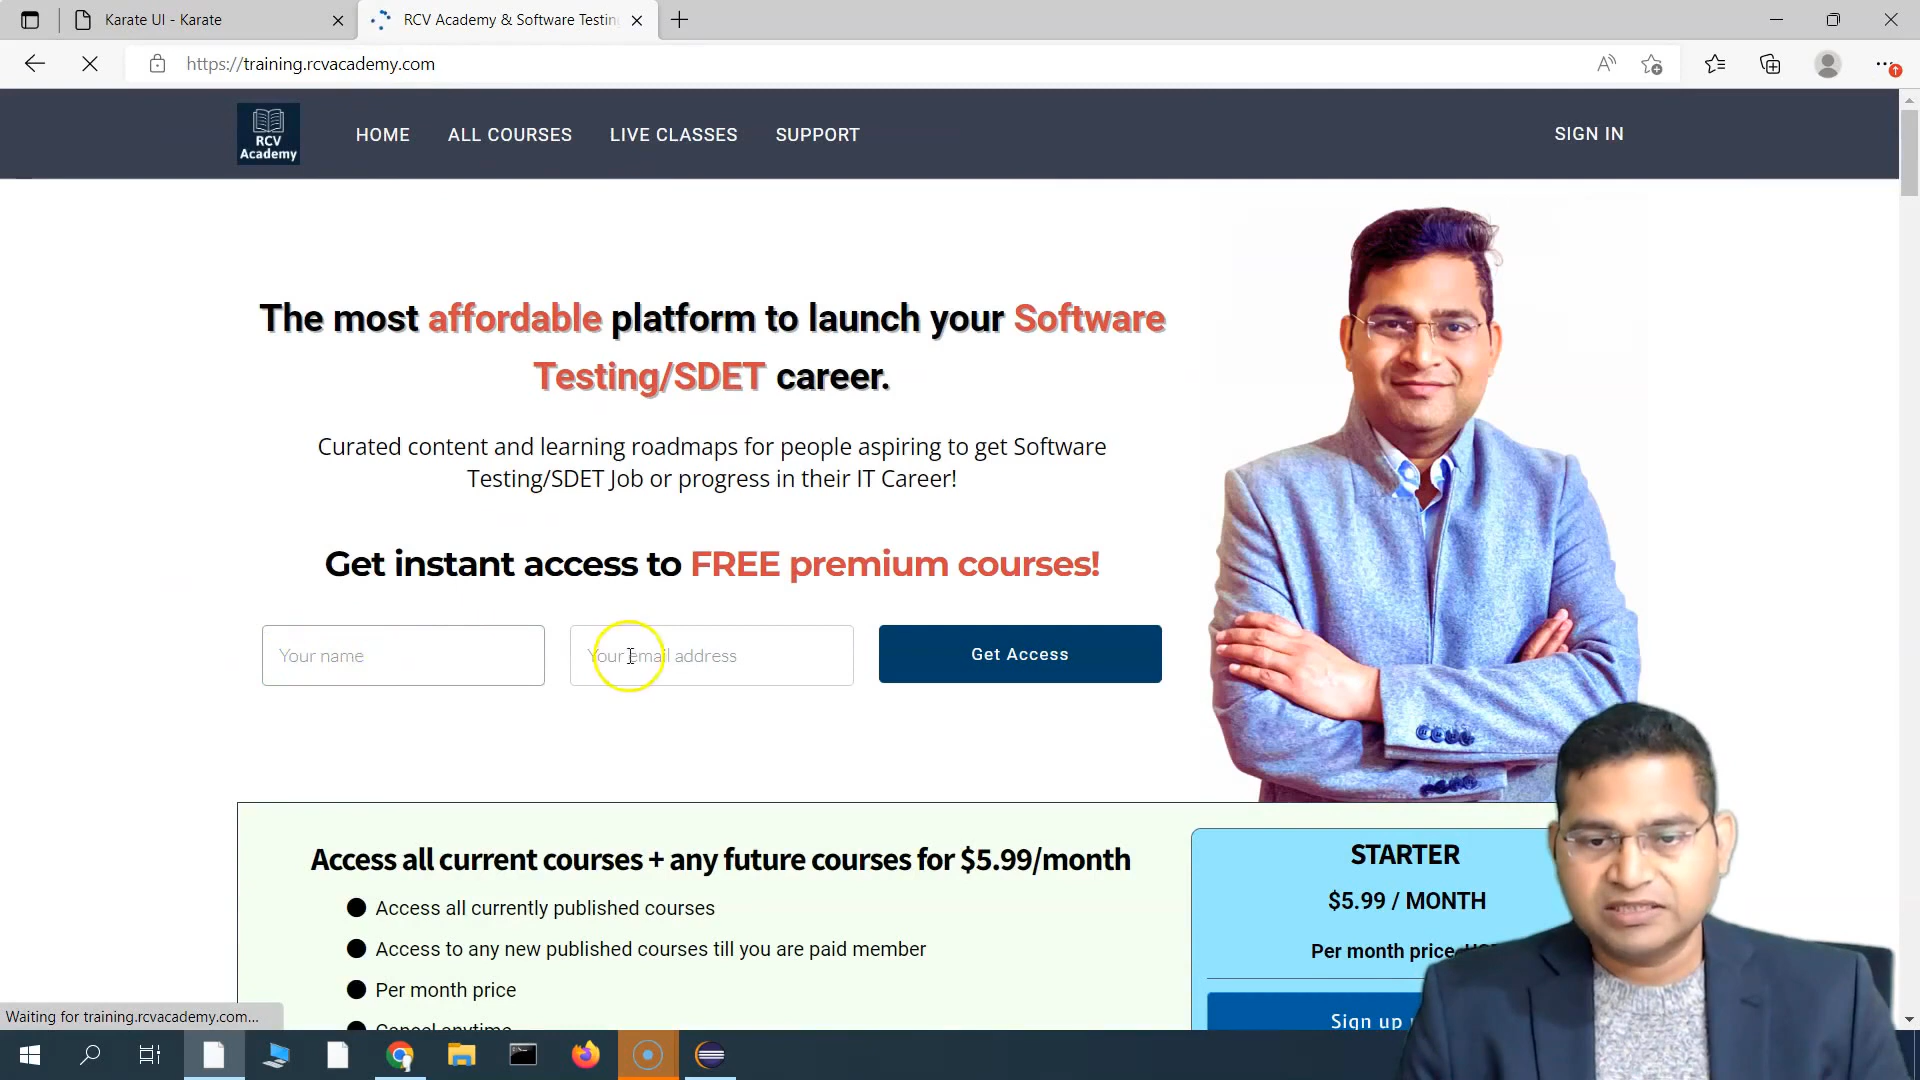 Karate UI - Karate
RCV Academy & Software Testin
https://training.rcvacademy.com
RCV
Academy
HOME
ALL COURSES
LIVE CLASSES
SUPPORT
SIGN IN
The most affordable platform to launch your Software
Testing/SDET career.
Curated content and learning roadmaps for people aspiring to get Software
Testing/SDET Job or progress in their IT Career!
Get instant access to FREE premium courses!
Your name
Your email address
Get Access
Access all current courses + any future courses for $5.99/month
Access all currently published courses
Access to any new published courses till you are paid member
Per month price
Cancel anytime
STARTER
$5.99 / MONTH
Per month price
Sign up
Waiting for training.rcvacademy.com...